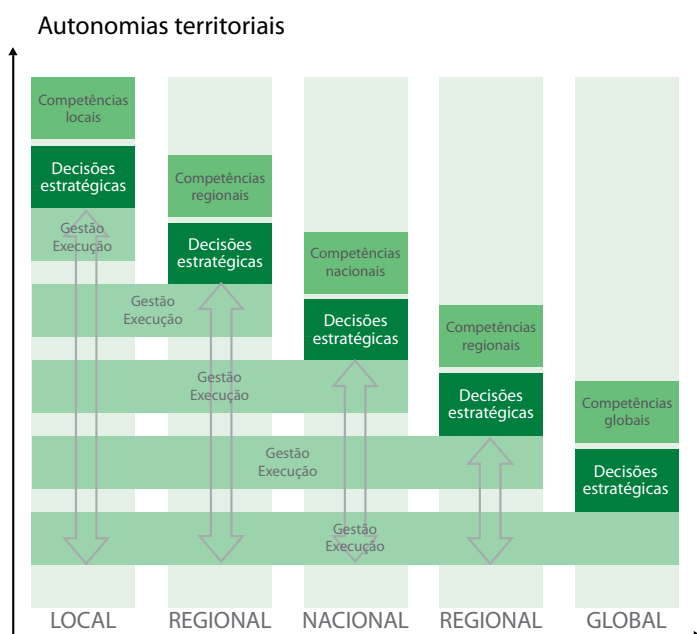 Autonomias territoriais
Competências
locais
Decisões
estratégicas
Gestão
Execução
Competências
regionais
Decisões
estratégicas
Gestão
Execução
Competências
nacionais
Decisões
estratégicas
Gestão
Execução
Competências
regionais
Decisões
estratégicas
Gestão
Execução
Competências
globais
Decisões
estratégicas
Gestão
Execução
LOCAL
REGIONAL
NACIONAL
REGIONAL
GLOBAL